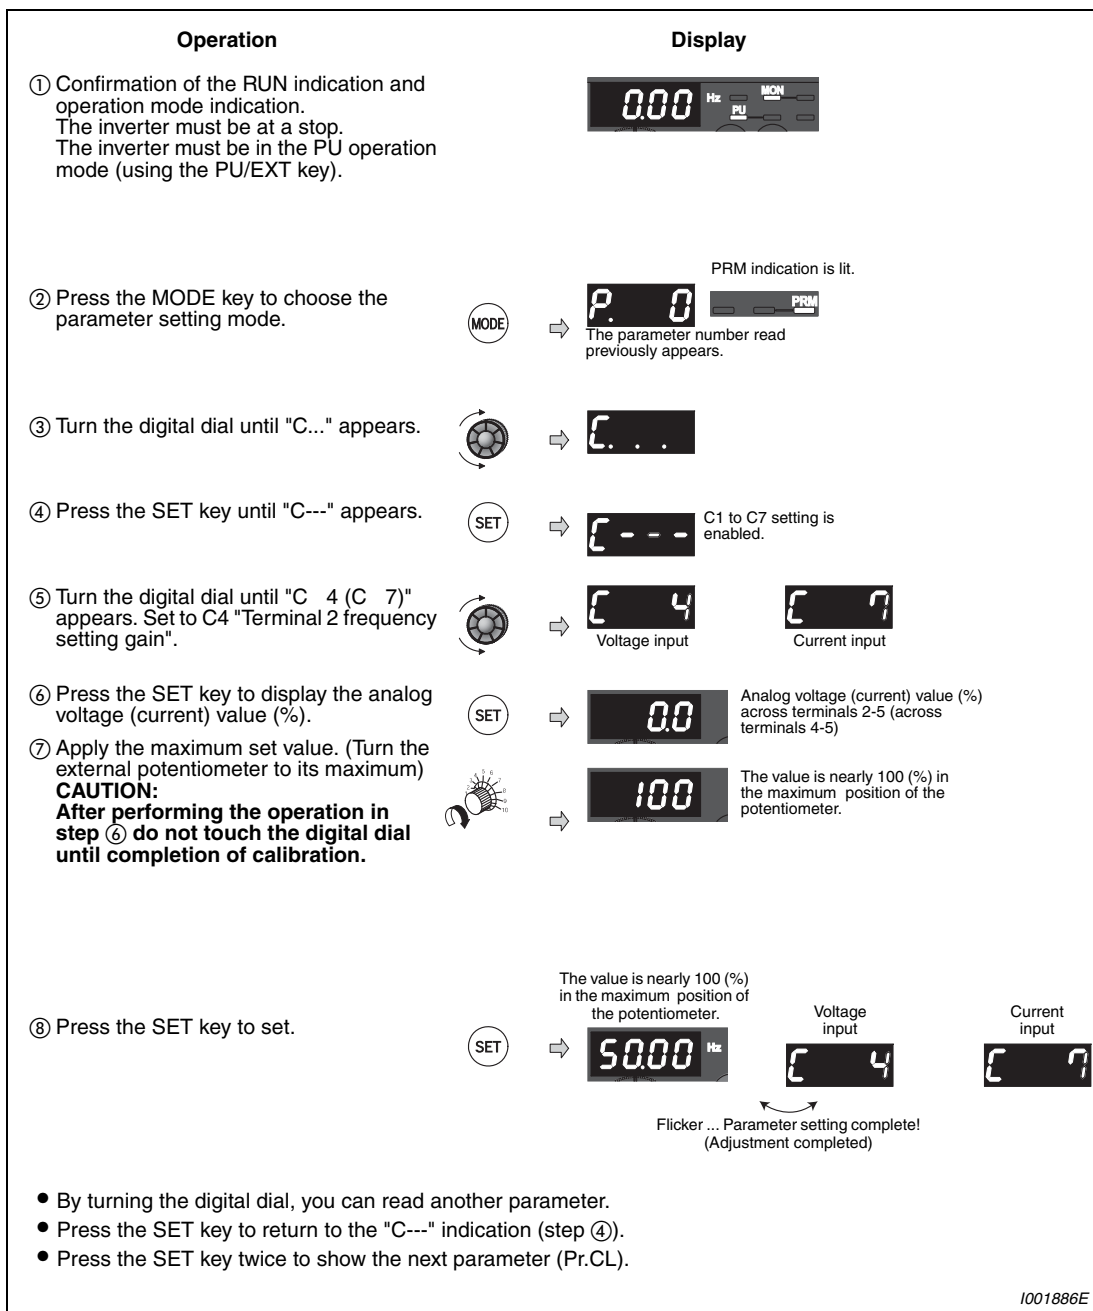 Operation
Display
① Confirmation of the RUN indication and
operation mode indication.
The inverter must be at a stop.
The inverter must be in the PU operation
mode (using the PU/EXT key).
0.00 Hz MON PU
PRM indication is lit.
② Press the MODE key to choose the
parameter setting mode.
MODE
P. 0
PRM
The parameter number read
previously appears.
③ Turn the digital dial until "C..." appears.
C. . .
④ Press the SET key until "C---" appears.
SET
C - - -
C1 to C7 setting is
enabled.
⑤ Turn the digital dial until "C 4 (C 7)"
appears. Set to C4 "Terminal 2 frequency
setting gain".
C 4
Voltage input
C 7
Current input
⑥ Press the SET key to display the analog
voltage (current) value (%).
SET
0.0
Analog voltage (current) value (%)
across terminals 2-5 (across
terminals 4-5)
⑦ Apply the maximum set value. (Turn the
external potentiometer to its maximum)
CAUTION:
After performing the operation in
step ⑥ do not touch the digital dial
until completion of calibration.
100
The value is nearly 100 (%) in
the maximum position of the
potentiometer.
⑧ Press the SET key to set.
SET
The value is nearly 100 (%)
in the maximum position of
the potentiometer.
50.00 Hz
Voltage
input
C 4
Current
input
C 7
Flicker ... Parameter setting complete!
(Adjustment completed)
● By turning the digital dial, you can read another parameter.
● Press the SET key to return to the "C---" indication (step ④).
● Press the SET key twice to show the next parameter (Pr.CL).
I001886E